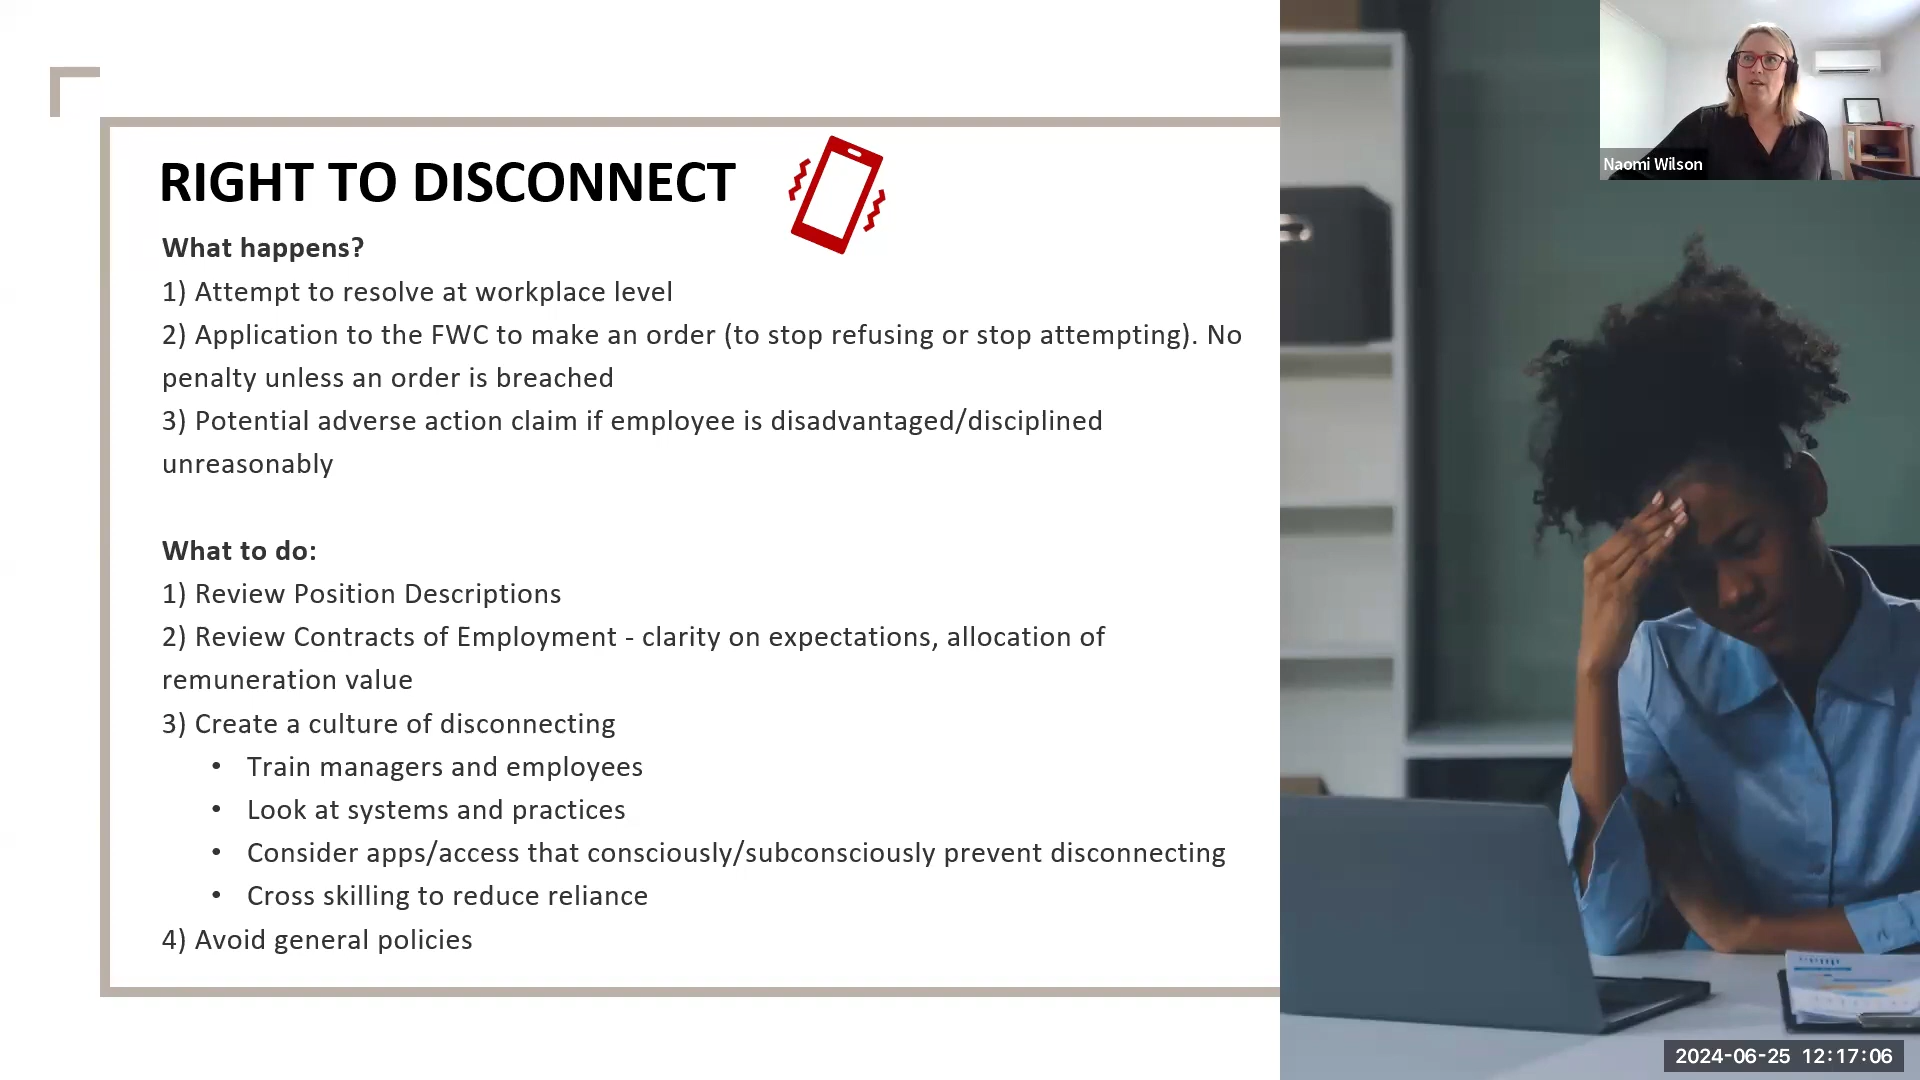 RIGHT TO DISCONNECT
What happens?
1) Attempt to resolve at workplace level
2) Application to the FWC to make an order (to stop refusing or stop attempting). No
penalty unless an order is breached
3) Potential adverse action claim if employee is disadvantaged/disciplined
unreasonably
What to do:
1) Review Position Descriptions
2) Review Contracts of Employment - clarity on expectations, allocation of
remuneration value
3) Create a culture of disconnecting
• Train managers and employees
• Look at systems and practices
• Consider apps/access that consciously/subconsciously prevent disconnecting
• Cross skilling to reduce reliance
4) Avoid general policies
Naomi Wilson
2024-06-25 12:17:06